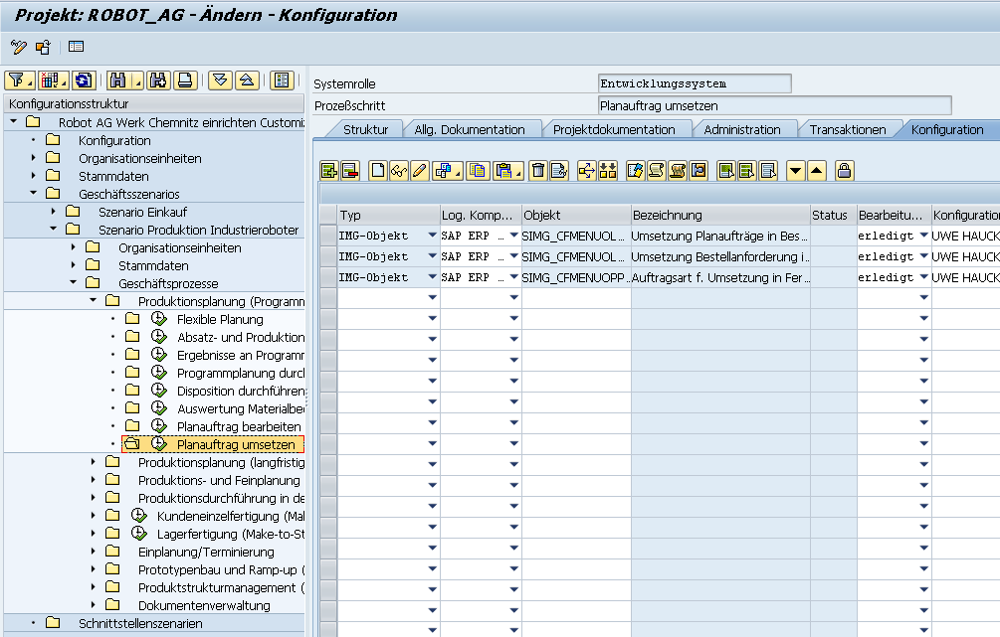 Projekt: ROBOT_AG - Ändern - Konfiguration
Systemrolle Entwicklungssystem
Prozeßschritt Planauftrag umsetzen
Struktur Allg. Dokumentation Projektdokumentation Administration Transaktionen Konfiguration
Konfigurationsstruktur
Robot AG Werk Chemnitz einrichten Customi
Konfiguration
Organisationseinheiten
Stammdaten
Geschäftsszenarios
Szenario Einkauf
Szenario Produktion Industrieroboter
Organisationseinheiten
Stammdaten
Geschäftsprozesse
Produktionsplanung (Programm
Flexible Planung
Absatz- und Produktion
Ergebnisse an Programm
Programmplanung durch
Disposition durchführen
Auswertung Materialbe
Planauftrag bearbeiten
Planauftrag umsetzen
Produktionsplanung (langfristig
Produktions- und Feinplanung
Produktionsdurchführung in de
Kundeneinzelfertigung (Mal
Lagerfertigung (Make-to-St
Einplanung/Terminierung
Prototypenbau und Ramp-up (
Produktstrukturmanagement (
Dokumentenverwaltung
Schnittstellenszenarien
Typ Log. Komp... Objekt Bezeichnung Status Bearbeitu... Konfiguration
IMG-Objekt SAP ERP ... SIMG_CFMENUOL... Umsetzung Planaufträge in Bes... erledigt UWE HAUCK
IMG-Objekt SAP ERP ... SIMG_CFMENUOL... Umsetzung Bestellanforderung i... erledigt UWE HAUCK
IMG-Objekt SAP ERP ... SIMG_CFMENUOPP... Auftragsart f. Umsetzung in Fer... erledigt UWE HAUCK